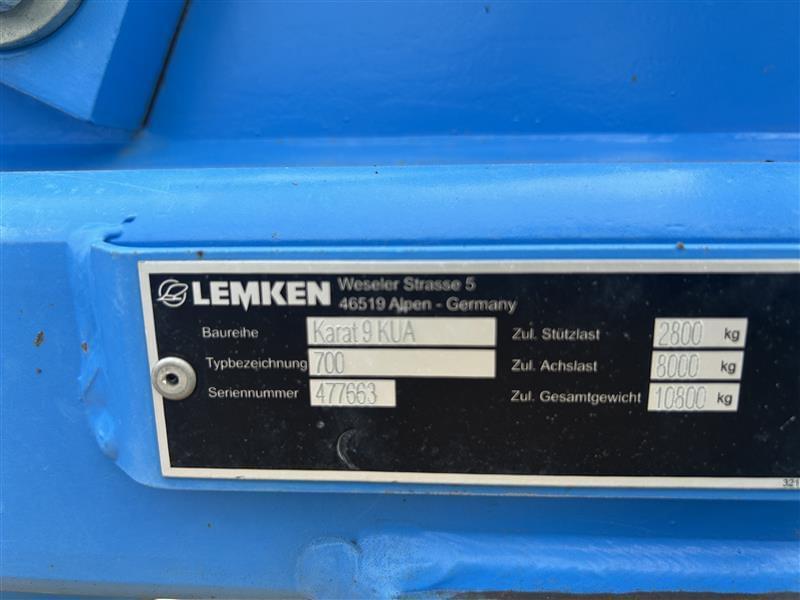 LEMKEN
Weseler Strasse 5
46519 Alpen - Germany
Baureihe Karat 9 KUA
Typbezeichnung 700
Seriennummer 477663
Zul. Stützlast 2800 kg
Zul. Achslast 8000 kg
Zul. Gesamtgewicht 10800 kg
321